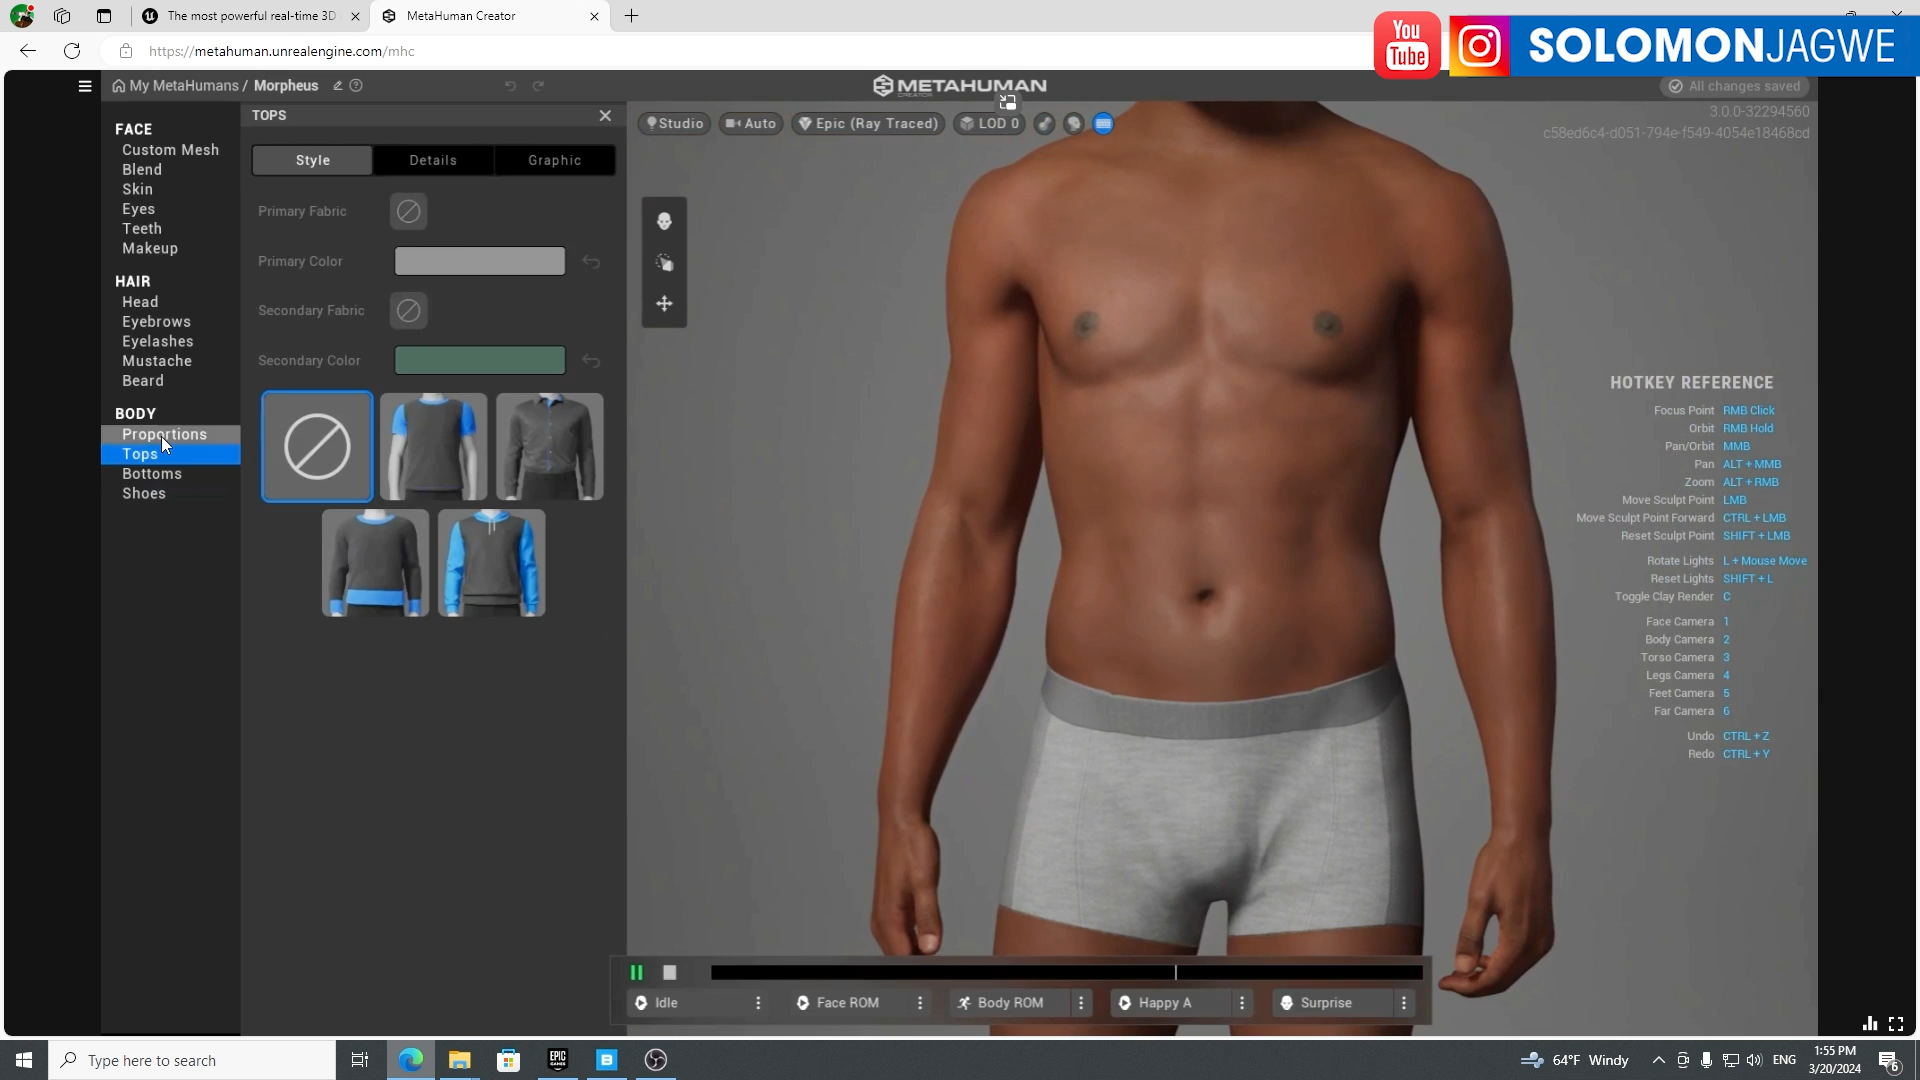 The most powerful real-time 3D
MetaHuman Creator
https://metahuman.unrealengine.com/mhc
You
Tube
SOLOMONJAGWE
My MetaHumans / Morpheus
METAHUMAN
CREATOR
All changes saved
3.0.0-32294560
c58ed6c4-d051-794e-f549-4054e18468cd
FACE
Custom Mesh
Blend
Skin
Eyes
Teeth
Makeup
HAIR
Head
Eyebrows
Eyelashes
Mustache
Beard
BODY
Proportions
Tops
Bottoms
Shoes
TOPS
Style
Details
Graphic
Primary Fabric
Primary Color
Secondary Fabric
Secondary Color
Studio
Auto
Epic (Ray Traced)
LOD 0
HOTKEY REFERENCE
Focus Point RMB Click
Orbit RMB Hold
Pan/Orbit MMB
Pan ALT + MMB
Zoom ALT + RMB
Move Sculpt Point LMB
Move Sculpt Point Forward CTRL + LMB
Reset Sculpt Point SHIFT + LMB
Rotate Lights L + Mouse Move
Reset Lights SHIFT + L
Toggle Clay Render C
Face Camera 1
Body Camera 2
Torso Camera 3
Legs Camera 4
Feet Camera 5
Far Camera 6
Undo CTRL + Z
Redo CTRL + Y
Idle
Face ROM
Body ROM
Happy A
Surprise
Type here to search
EPIC
GAMES
B
64°F Windy
ENG
1:55 PM
3/20/2024
6